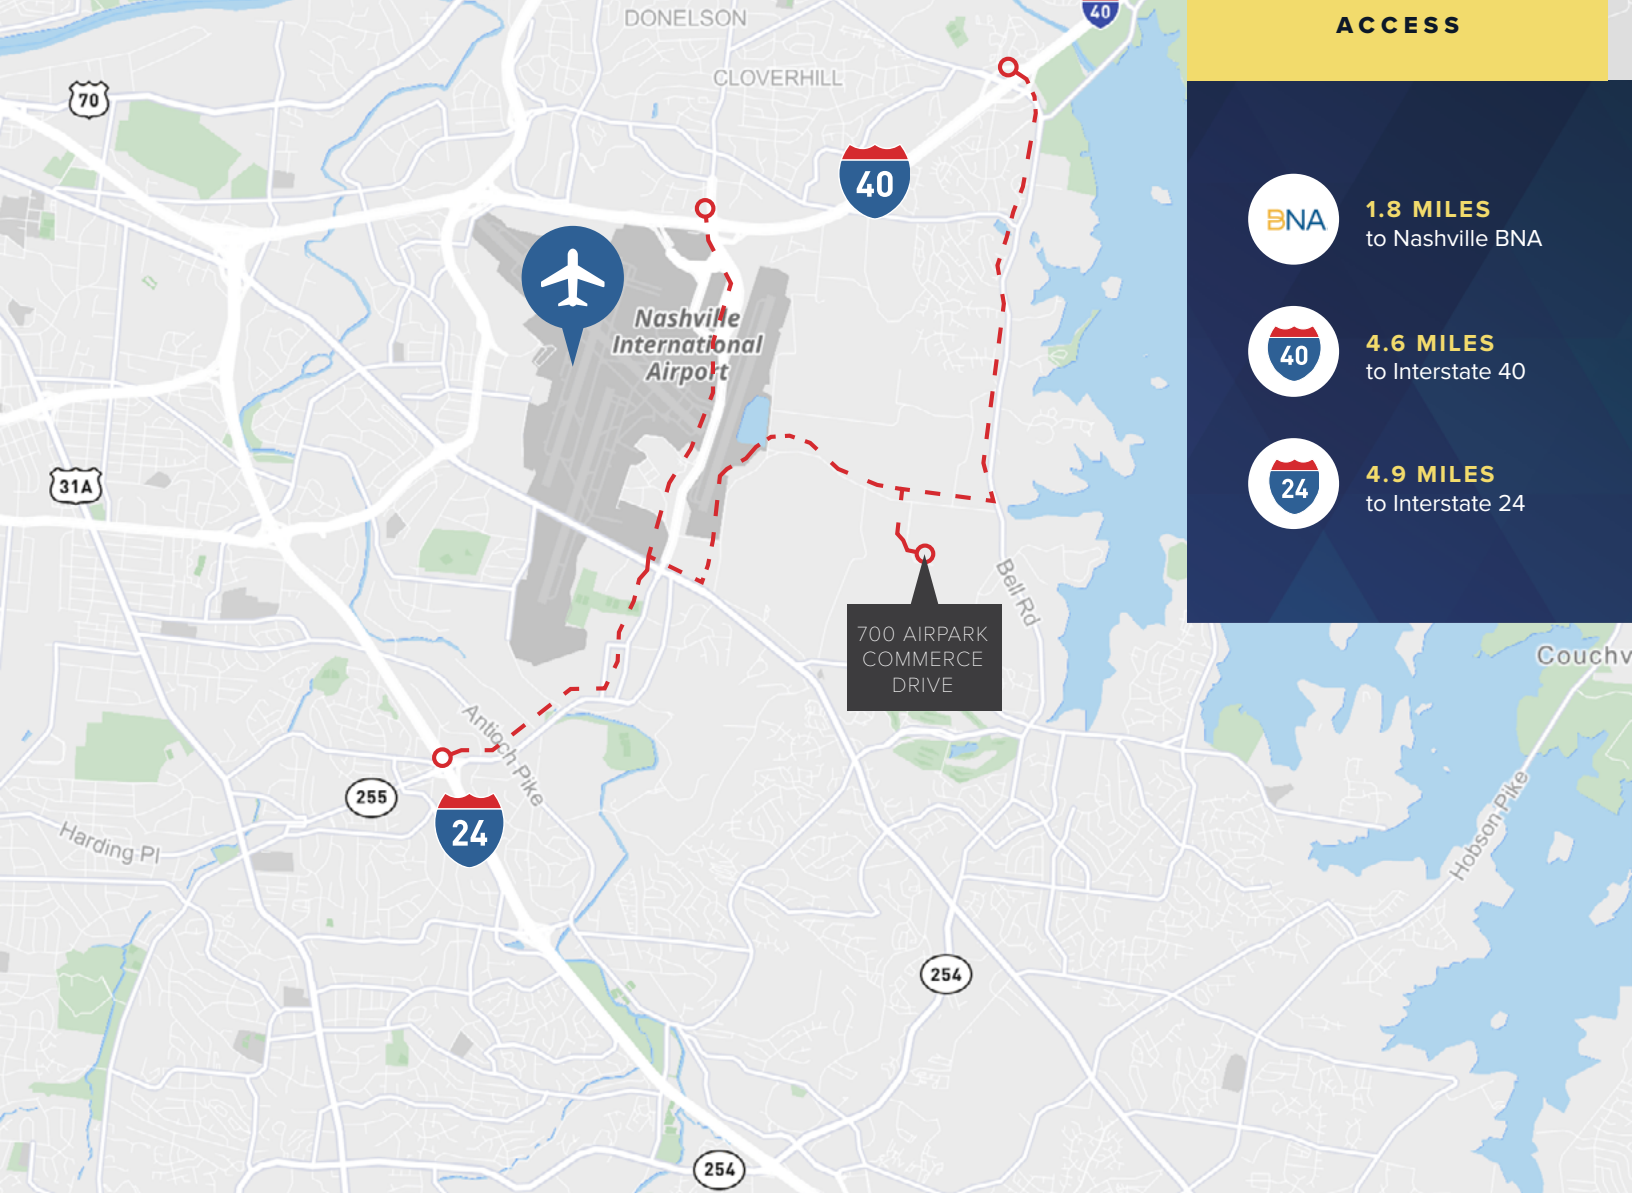 DONELSON
40
ACCESS
CLOVERHILL
70
40
BNA
1.8 MILES
to Nashville BNA
Nashville
International
Airport
40
4.6 MILES
to Interstate 40
31A
24
4.9 MILES
to Interstate 24
Bell Rd
700 AIRPARK
COMMERCE
DRIVE
Couchv
Antioch Pike
255
24
Harding Pl
Hobson Pike
254
254